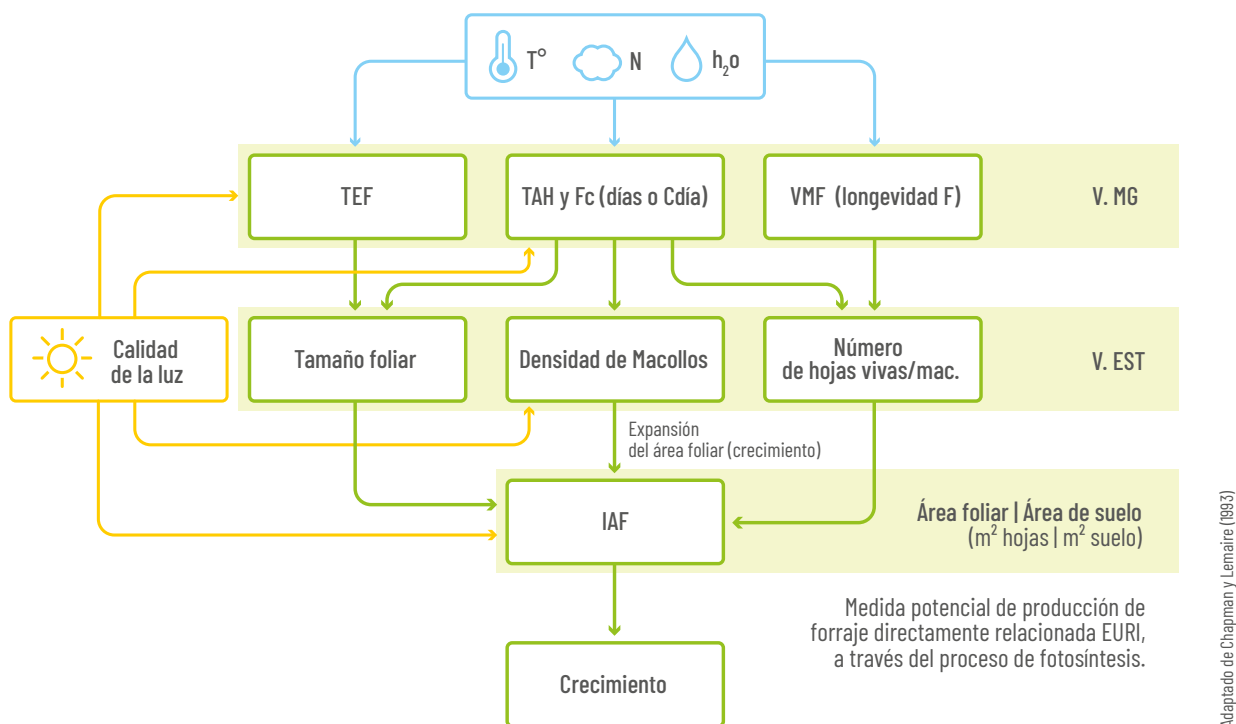 T°
N
h₂o
TEF
TAH y Fc (días o Cdía)
VMF (longevidad F)
V. MG
Calidad
de la luz
Tamaño foliar
Densidad de Macollos
Número
de hojas vivas/mac.
V. EST
Expansión
del área foliar (crecimiento)
IAF
Área foliar | Área de suelo
(m² hojas | m² suelo)
Medida potencial de producción de
forraje directamente relacionada EURI,
a través del proceso de fotosíntesis.
Crecimiento
Adaptado de Chapman y Lemaire (1993)